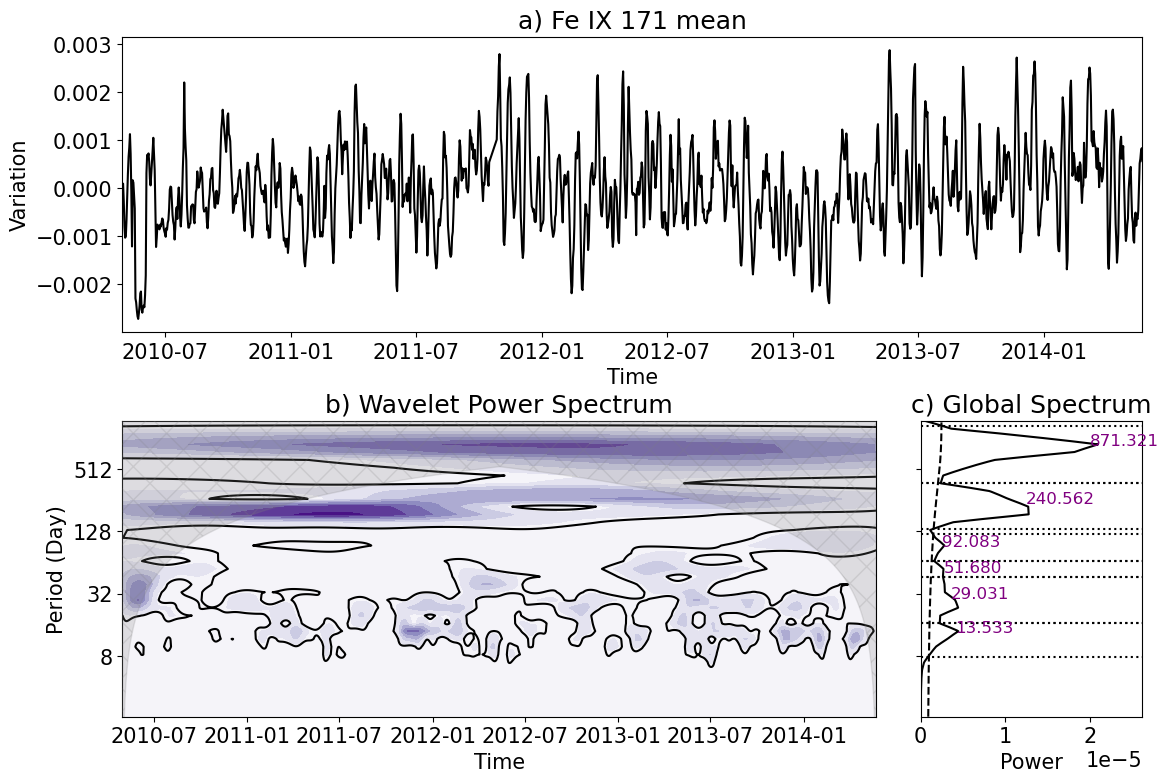 a) Fe IX 171 mean
0.003
0.002
0.001
0.000
−0.001
−0.002
Variation
2010-07 2011-01 2011-07 2012-01 2012-07 2013-01 2013-07 2014-01
Time
b) Wavelet Power Spectrum
512
128
32
8
Period (Day)
2010-07 2011-01 2011-07 2012-01 2012-07 2013-01 2013-07 2014-01
Time
c) Global Spectrum
871.321
240.562
92.083
51.680
29.031
13.533
0 1 2
Power
1e−5